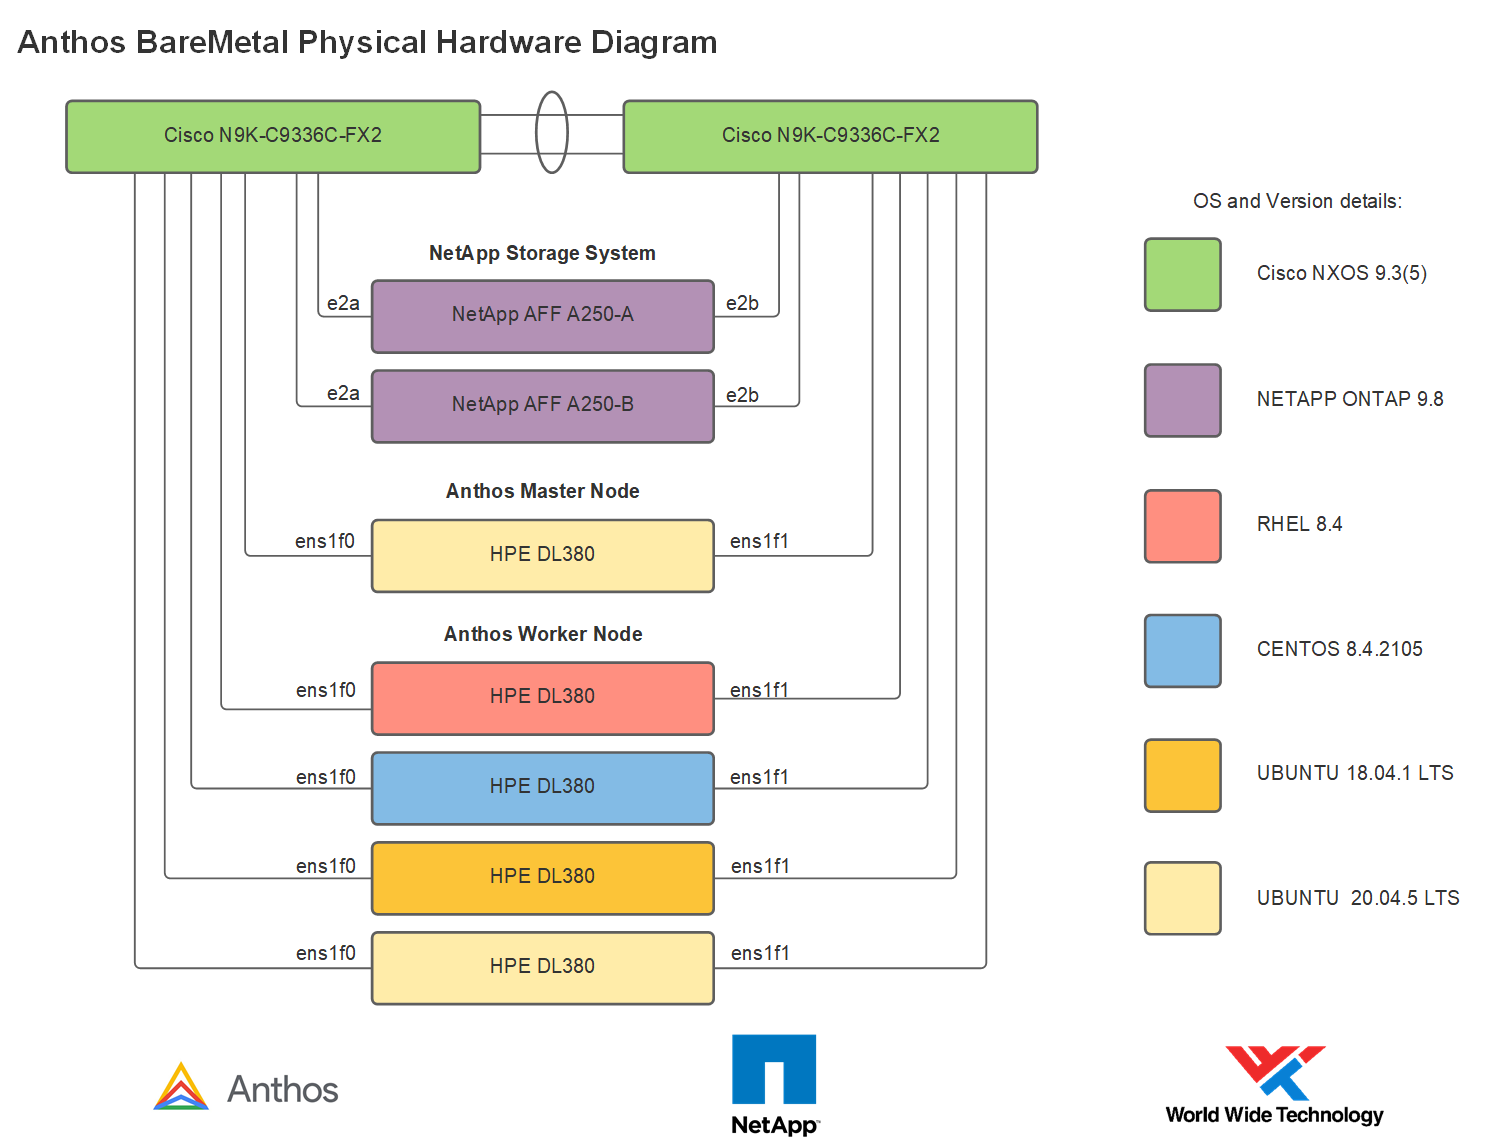 Anthos BareMetal Physical Hardware Diagram
Cisco N9K-C9336C-FX2
Cisco N9K-C9336C-FX2
OS and Version details:
NetApp Storage System
Cisco NXOS 9.3(5)
e2a
NetApp AFF A250-A
e2b
e2a
NetApp AFF A250-B
e2b
NETAPP ONTAP 9.8
Anthos Master Node
RHEL 8.4
ens1f0
HPE DL380
ens1f1
Anthos Worker Node
CENTOS 8.4.2105
ens1f0
HPE DL380
ens1f1
ens1f0
HPE DL380
ens1f1
UBUNTU 18.04.1 LTS
ens1f0
HPE DL380
ens1f1
UBUNTU  20.04.5 LTS
ens1f0
HPE DL380
ens1f1
Anthos
NetApp™
World Wide Technology